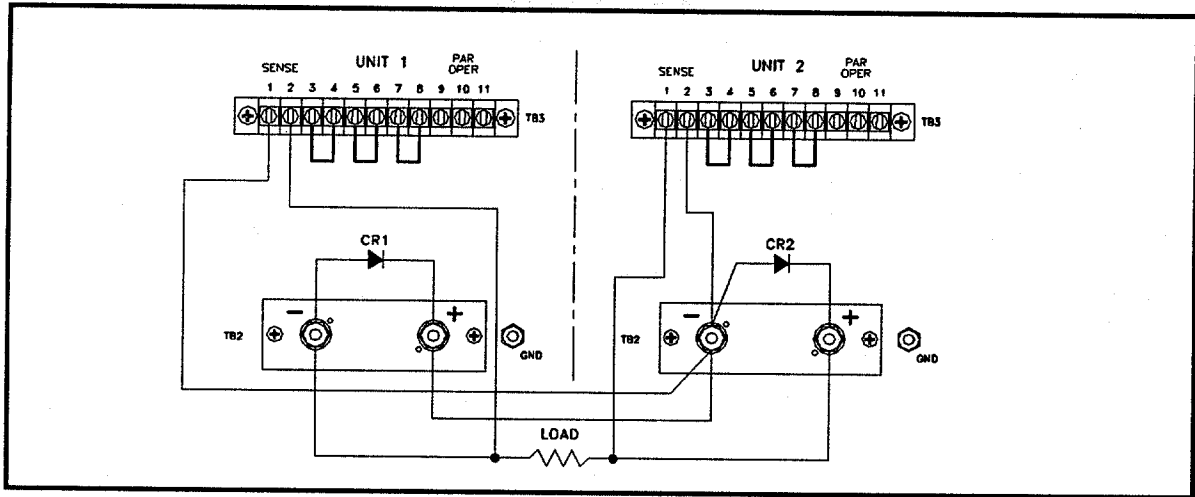 SENSE UNIT 1 PAR OPER
1 2 3 4 5 6 7 8 9 10 11
TB3
SENSE UNIT 2 PAR OPER
1 2 3 4 5 6 7 8 9 10 11
TB3
CR1
− +
TB2
GND
CR2
− +
TB2
GND
LOAD